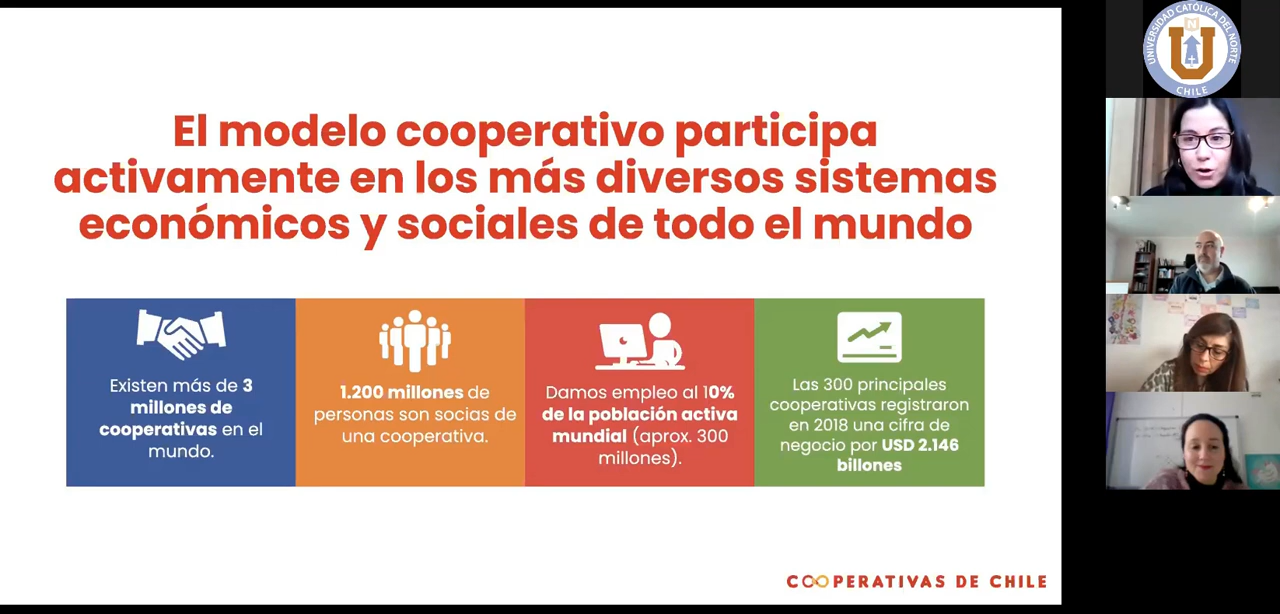 El modelo cooperativo participa
activamente en los más diversos sistemas
económicos y sociales de todo el mundo
Existen más de 3
millones de
cooperativas en el
mundo.
1.200 millones de
personas son socias de
una cooperativa.
Damos empleo al 10%
de la población activa
mundial (aprox. 300
millones).
Las 300 principales
cooperativas registraron
en 2018 una cifra de
negocio por USD 2.146
billones
COOPERATIVAS DE CHILE
UNIVERSIDAD CATÓLICA DEL NORTE
N
U
CHILE